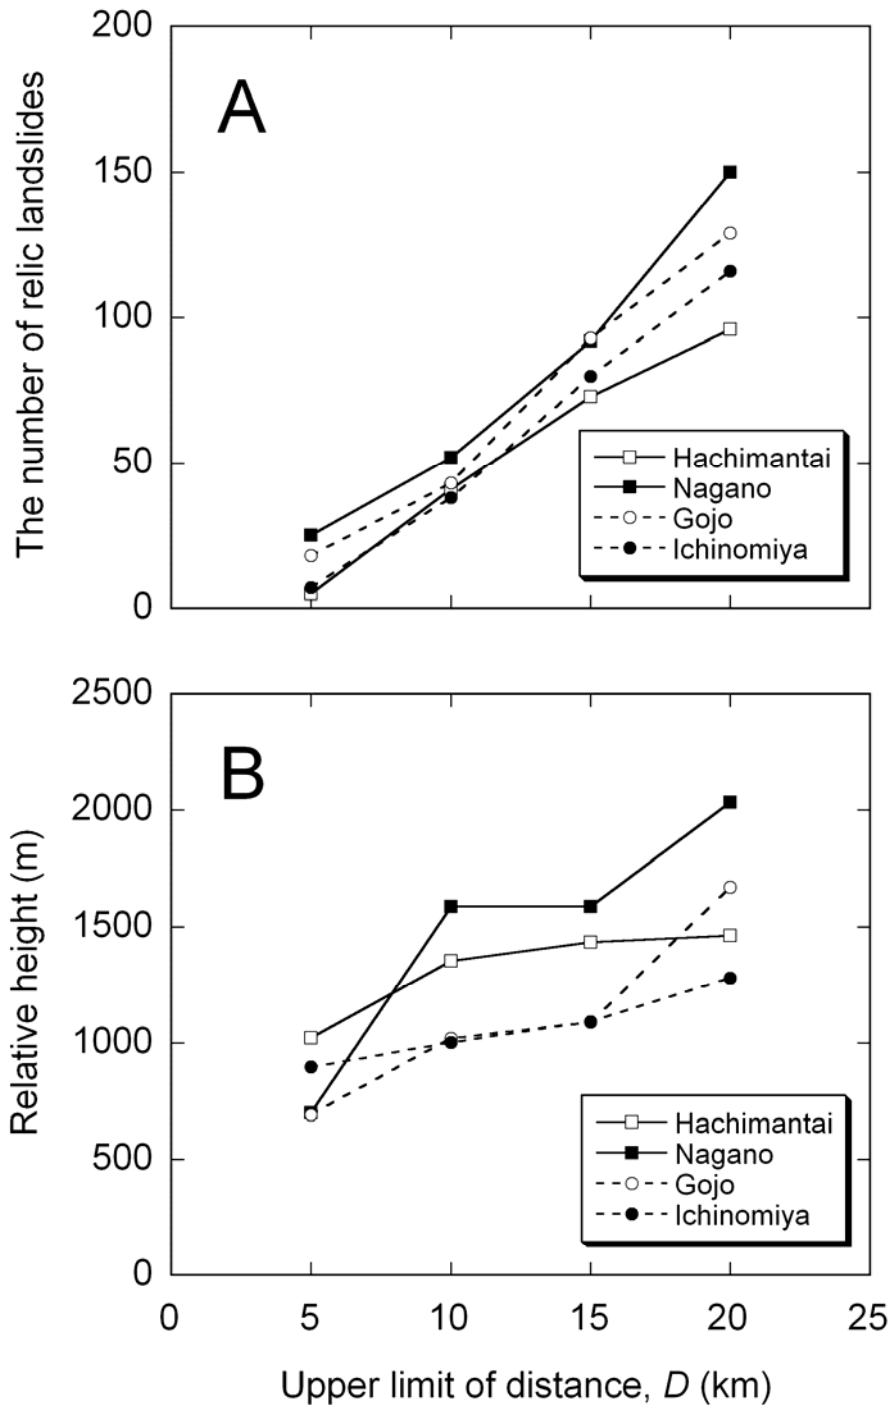 A
The number of relic landslides
200
150
100
50
0
Hachimantai
Nagano
Gojo
Ichinomiya
B
Relative height (m)
2500
2000
1500
1000
500
0
Hachimantai
Nagano
Gojo
Ichinomiya
0 5 10 15 20 25
Upper limit of distance, D (km)